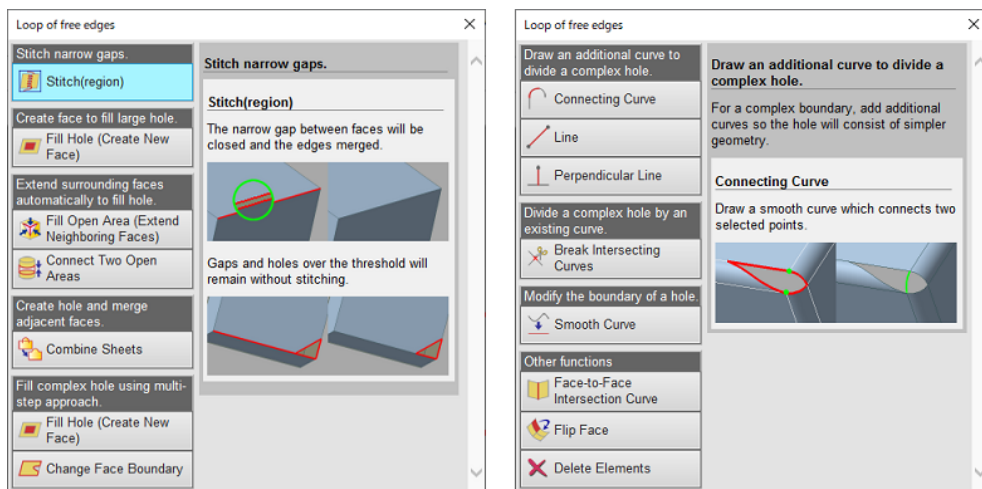 Loop of free edges
Stitch narrow gaps.
Stitch(region)
Create face to fill large hole.
Fill Hole (Create New
Face)
Extend surrounding faces
automatically to fill hole.
Fill Open Area (Extend
Neighboring Faces)
Connect Two Open
Areas
Create hole and merge
adjacent faces.
Combine Sheets
Fill complex hole using multi-
step approach.
Fill Hole (Create New
Face)
Change Face Boundary
Stitch narrow gaps.
Stitch(region)
The narrow gap between faces will be
closed and the edges merged.
Gaps and holes over the threshold will
remain without stitching.
Loop of free edges
Draw an additional curve to
divide a complex hole.
Connecting Curve
Line
Perpendicular Line
Divide a complex hole by an
existing curve.
Break Intersecting
Curves
Modify the boundary of a hole.
Smooth Curve
Other functions
Face-to-Face
Intersection Curve
Flip Face
Delete Elements
Draw an additional curve to divide a
complex hole.
For a complex boundary, add additional
curves so the hole will consist of simpler
geometry.
Connecting Curve
Draw a smooth curve which connects two
selected points.